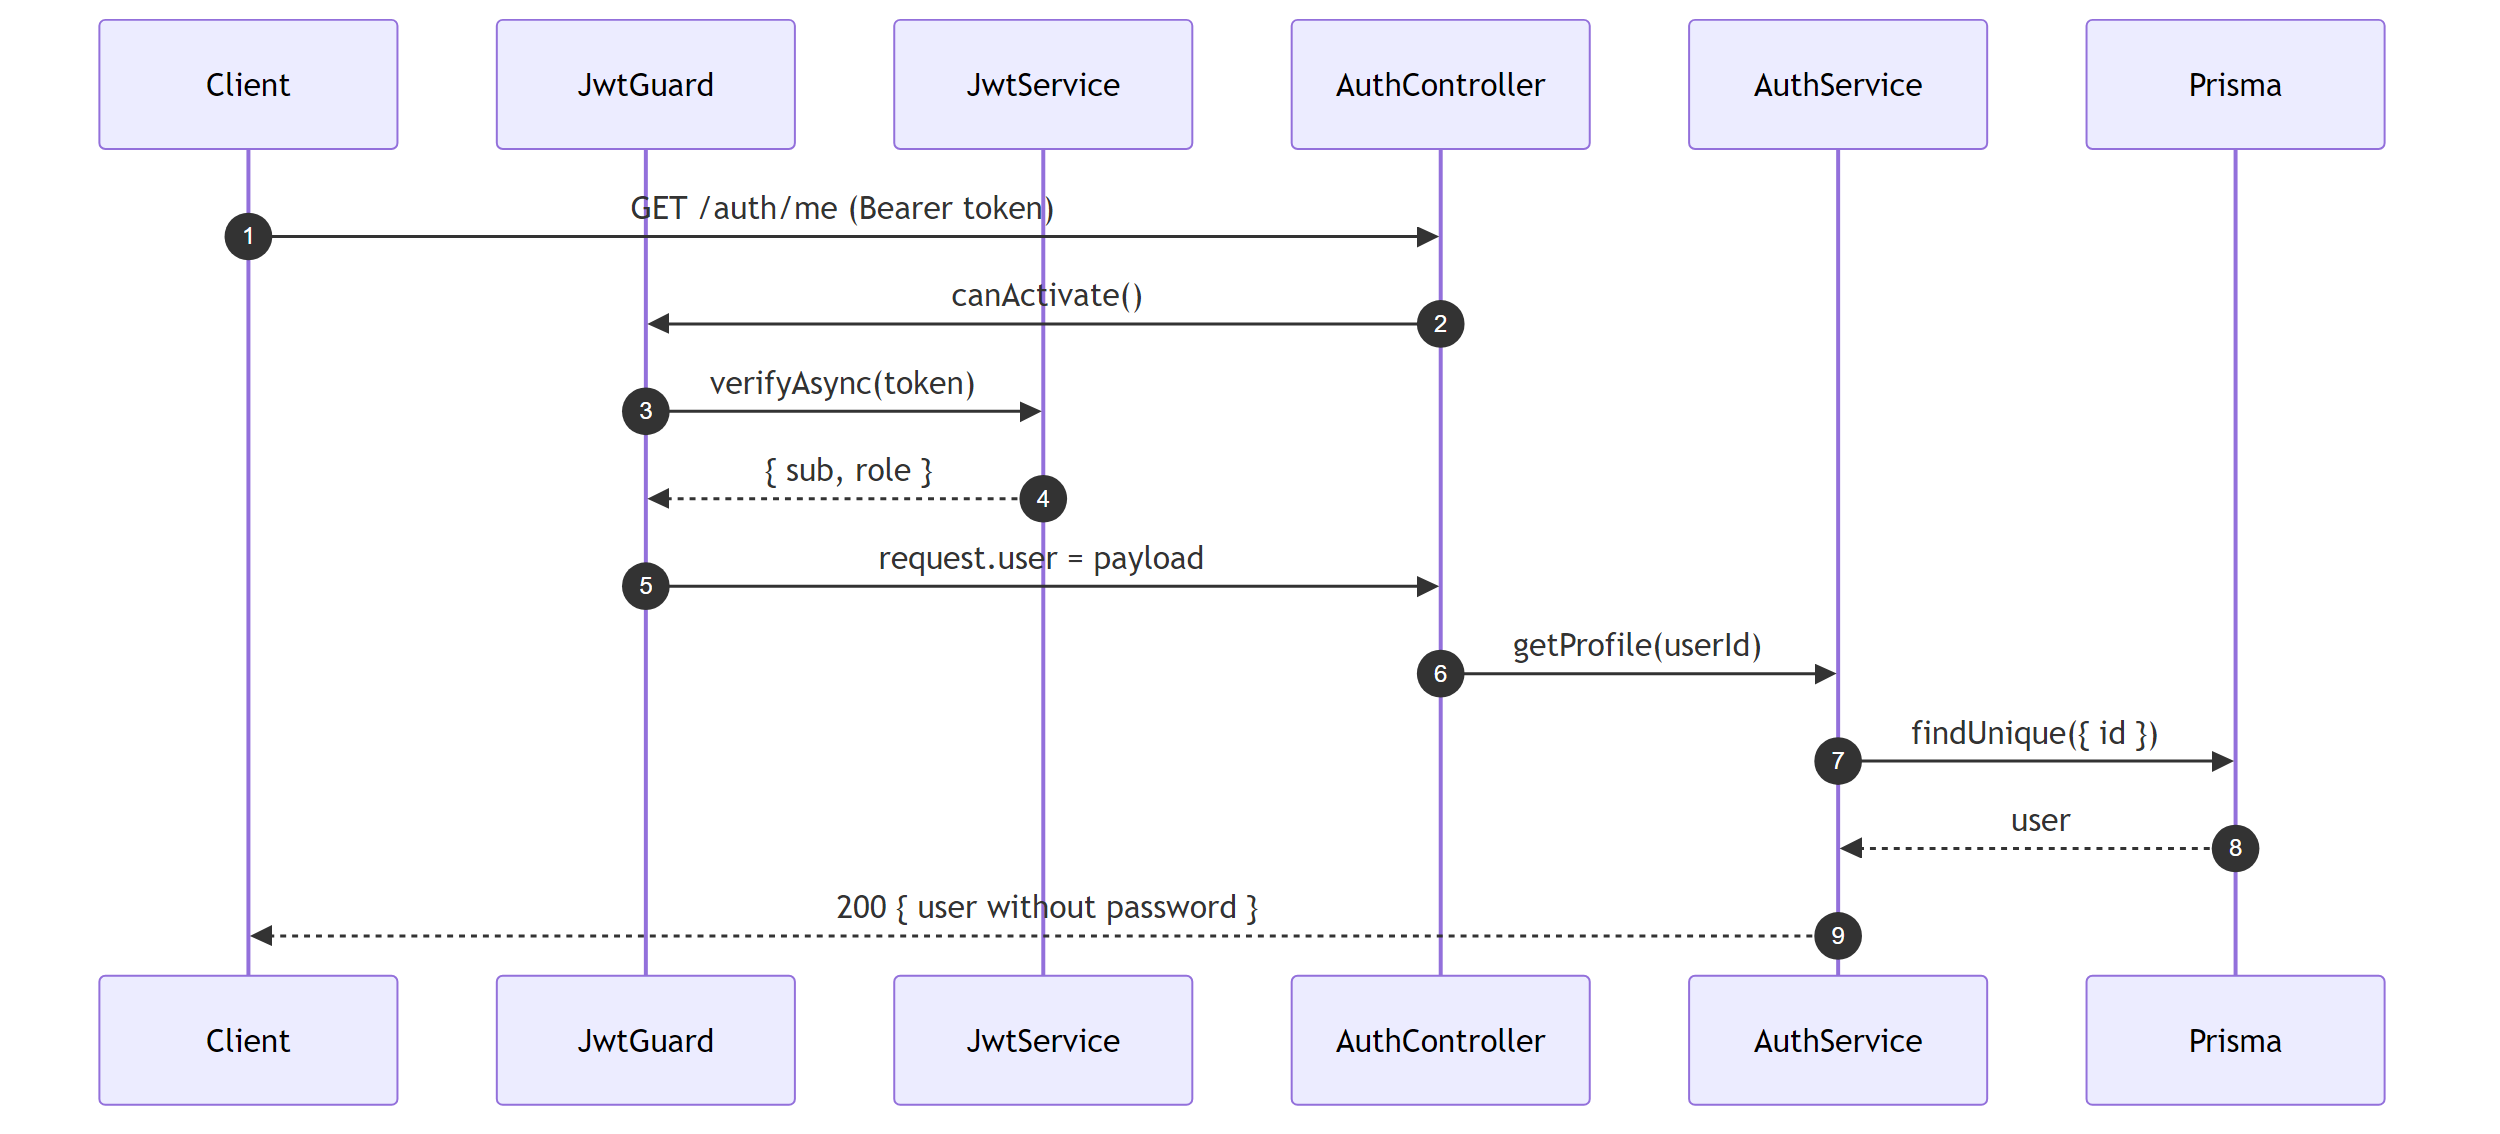 Client
JwtGuard
JwtService
AuthController
AuthService
Prisma
GET /auth/me (Bearer token)
1
canActivate()
2
verifyAsync(token)
3
{ sub, role }
4
request.user = payload
5
getProfile(userId)
6
findUnique({ id })
7
user
8
200 { user without password }
9
Client
JwtGuard
JwtService
AuthController
AuthService
Prisma